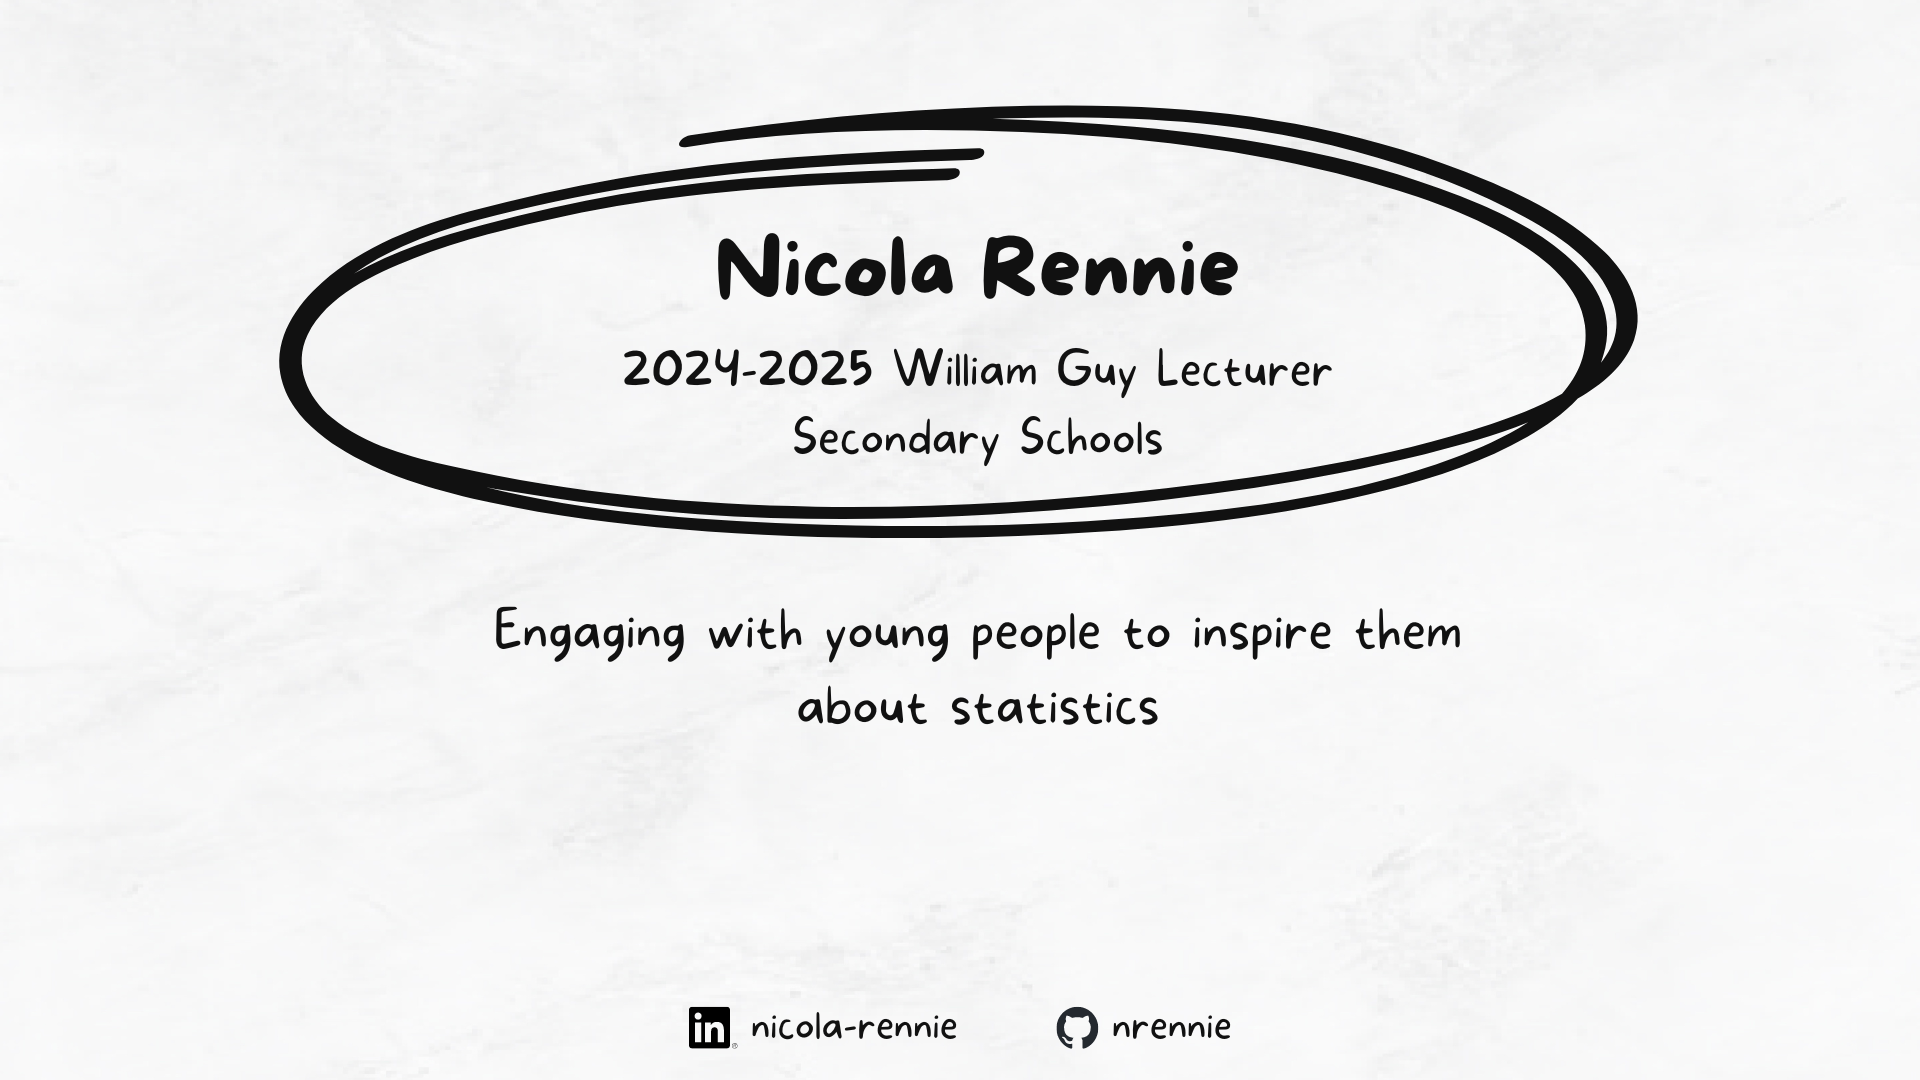 Nicola Rennie
2024-2025 William Guy Lecturer
Secondary Schools
Engaging with young people to inspire them
about statistics
in nicola-rennie nrennie